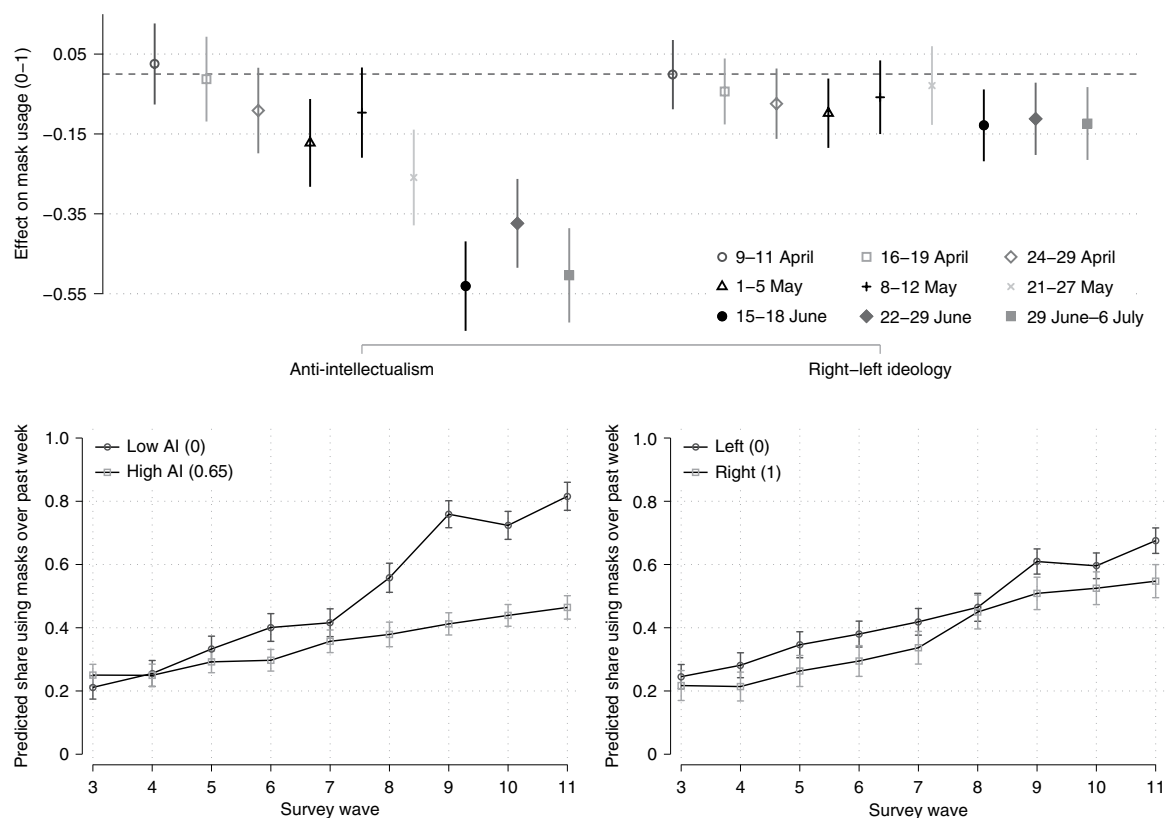 Effect on mask usage (0–1)
0.05
−0.15
−0.35
−0.55
9–11 April
16–19 April
24–29 April
1–5 May
8–12 May
21–27 May
15–18 June
22–29 June
29 June–6 July
Anti-intellectualism
Right–left ideology
Predicted share using masks over past week
1.0
0.8
0.6
0.4
0.2
0
Low AI (0)
High AI (0.65)
3 4 5 6 7 8 9 10 11
Survey wave
Predicted share using masks over past week
1.0
0.8
0.6
0.4
0.2
0
Left (0)
Right (1)
3 4 5 6 7 8 9 10 11
Survey wave